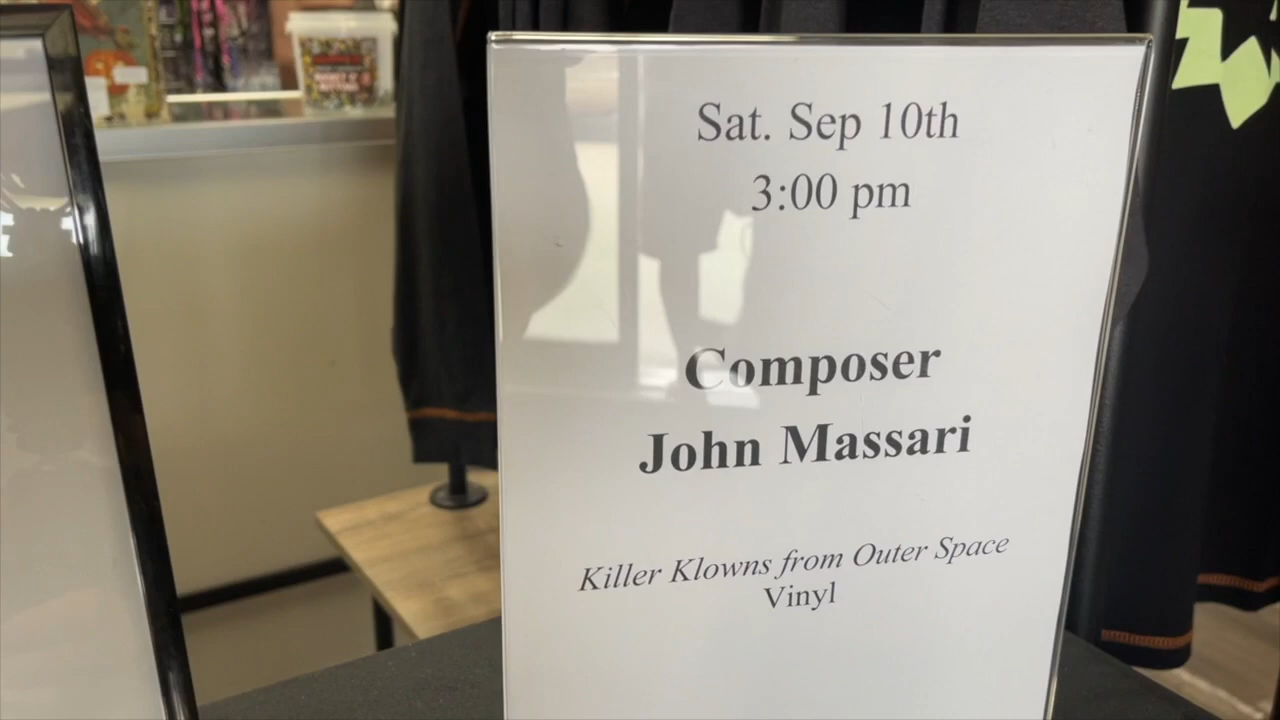 Sat. Sep 10th
3:00 pm
Composer
John Massari
Killer Klowns from Outer Space
Vinyl